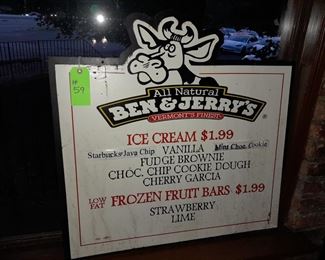 #
59
All Natural
BEN & JERRY'S
VERMONT'S FINEST
®
ICE CREAM $1.99
Starbucks Java Chip VANILLA Mint Choc. Cookie
FUDGE BROWNIE
CHOC. CHIP COOKIE DOUGH
CHERRY GARCIA
LOW FAT FROZEN FRUIT BARS $1.99
STRAWBERRY
LIME